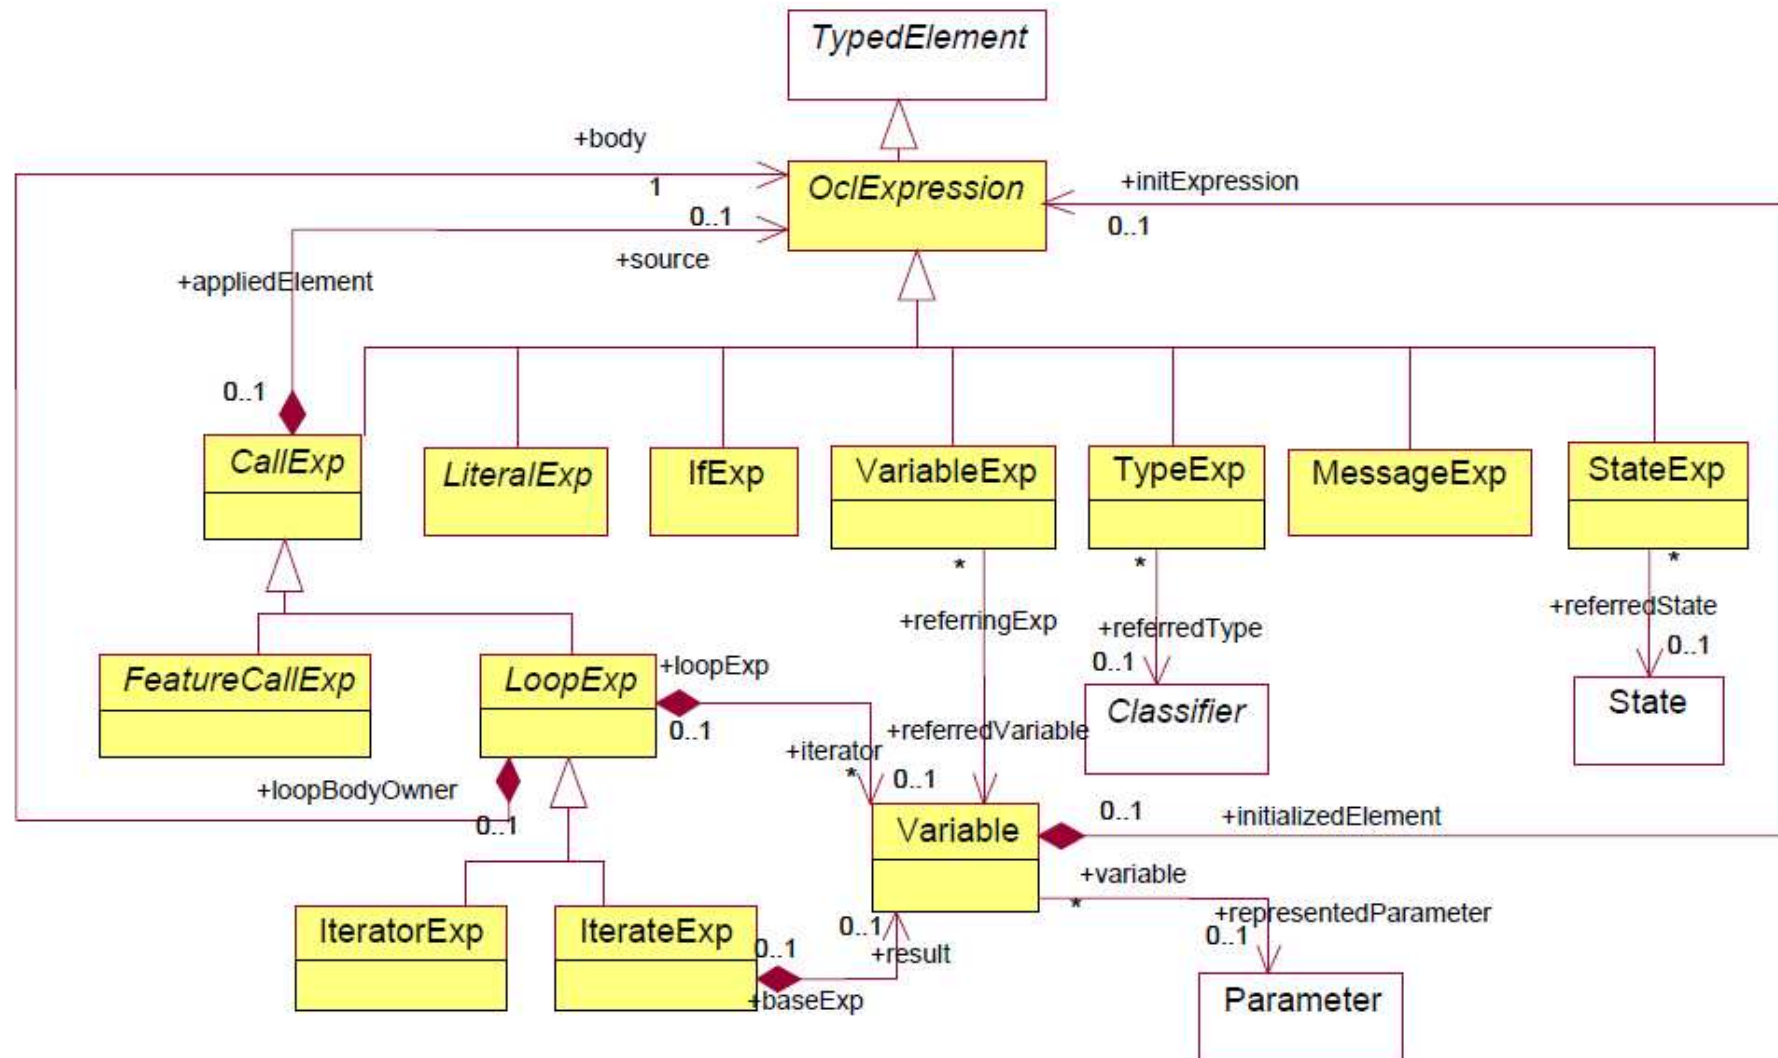 TypedElement
+body
1
OclExpression
+initExpression
0..1
0..1
+source
+appliedElement
0..1
CallExp
LiteralExp
IfExp
VariableExp
TypeExp
MessageExp
StateExp
*
*
*
+referringExp
+referredType
0..1
+referredState
0..1
FeatureCallExp
LoopExp
+loopExp
0..1
Classifier
State
+referredVariable
+iterator
*
0..1
+loopBodyOwner
0..1
Variable
0..1
+initializedElement
+variable
*
+representedParameter
0..1
IteratorExp
IterateExp
0..1
+baseExp
0..1
+result
Parameter